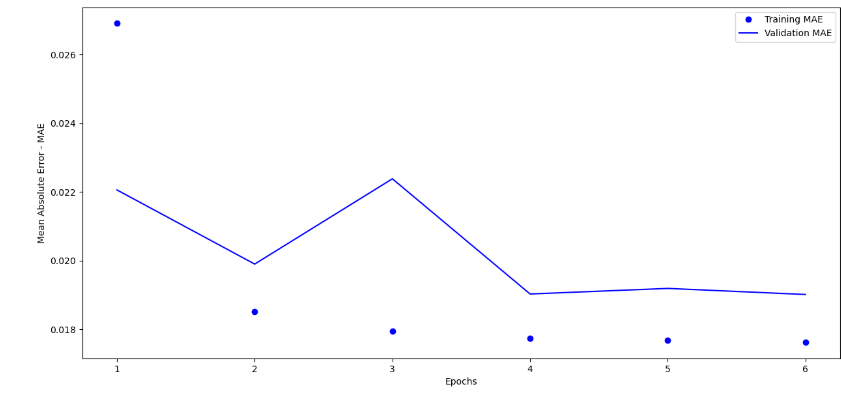 Training MAE
Validation MAE
Mean Absolute Error - MAE
0.026
0.024
0.022
0.020
0.018
1 2 3 4 5 6
Epochs